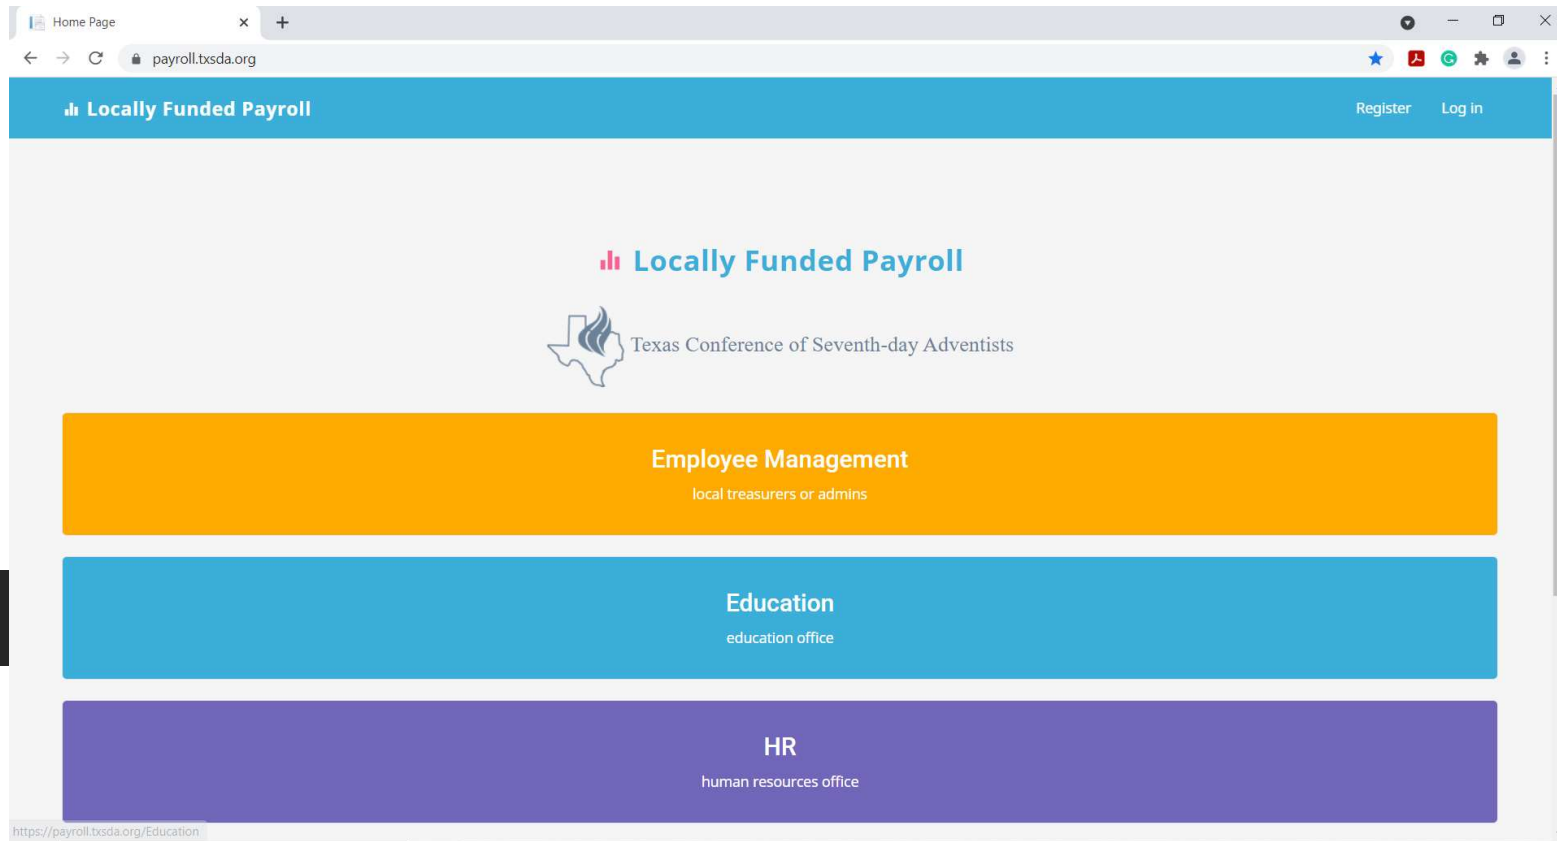 Home Page
payroll.txsda.org
Locally Funded Payroll
Register Log in
Locally Funded Payroll
Texas Conference of Seventh-day Adventists
Employee Management
local treasurers or admins
Education
education office
HR
human resources office
https://payroll.txsda.org/Education